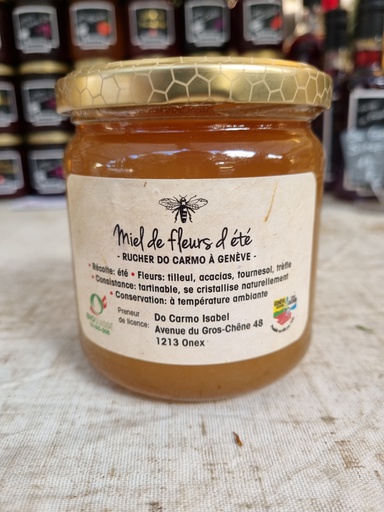 Miel de fleurs d'été
- RUCHER DO CARMO À GENÈVE -
• Récolte: été • Fleurs: tilleul, acacias, tournesol, trèfle
• Consistance: tartinable, se cristallise naturellement
• Conservation: à température ambiante
Preneur
de licence:
Do Carmo Isabel
Avenue du Gros-Chêne 48
1213 Onex